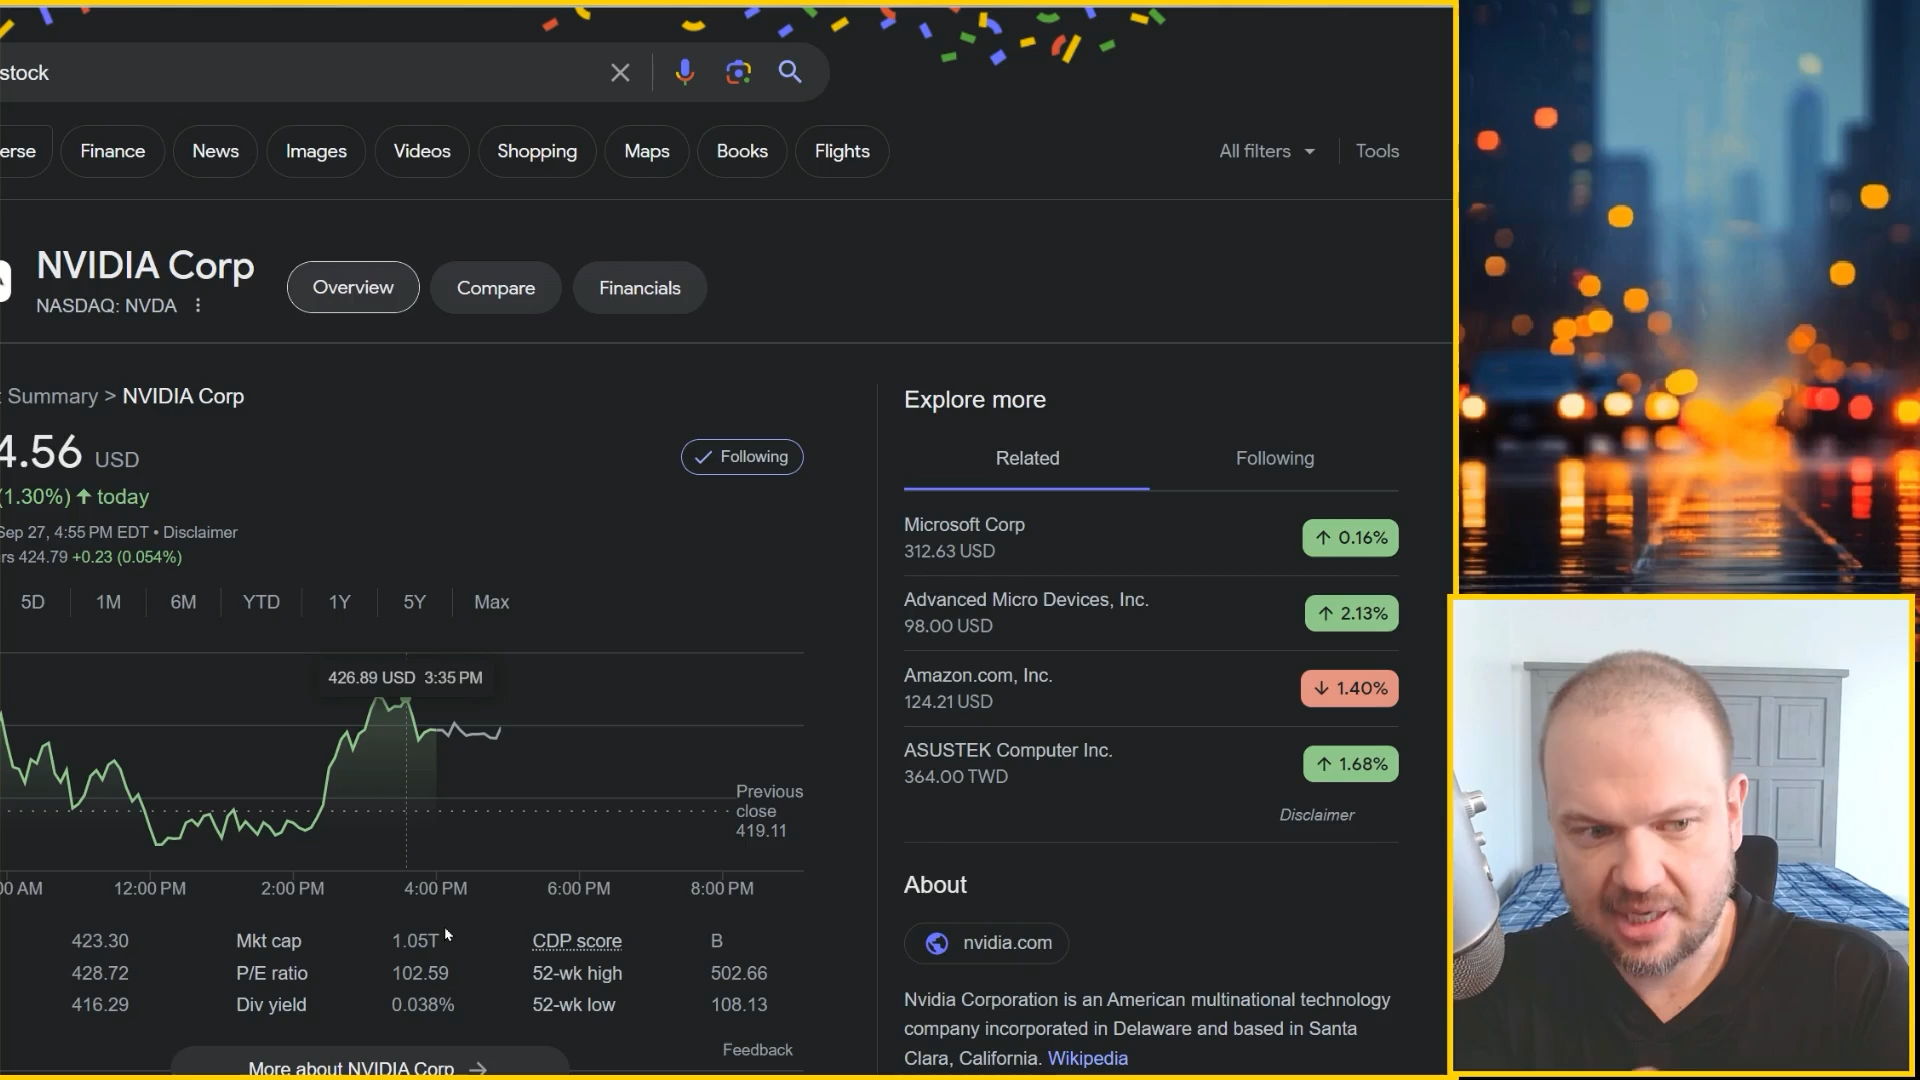 stock
erse
Finance
News
Images
Videos
Shopping
Maps
Books
Flights
All filters
Tools
NVIDIA Corp
NASDAQ: NVDA
Overview
Compare
Financials
Summary > NVIDIA Corp
4.56 USD
(1.30%) today
Following
Sep 27, 4:55 PM EDT • Disclaimer
rs 424.79 +0.23 (0.054%)
5D
1M
6M
YTD
1Y
5Y
Max
426.89 USD 3:35 PM
Previous
close
419.11
00 AM
12:00 PM
2:00 PM
4:00 PM
6:00 PM
8:00 PM
423.30 Mkt cap 1.05T CDP score B
428.72 P/E ratio 102.59 52-wk high 502.66
416.29 Div yield 0.038% 52-wk low 108.13
Feedback
More about NVIDIA Corp
Explore more
Related
Following
Microsoft Corp
312.63 USD
0.16%
Advanced Micro Devices, Inc.
98.00 USD
2.13%
Amazon.com, Inc.
124.21 USD
1.40%
ASUSTEK Computer Inc.
364.00 TWD
1.68%
Disclaimer
About
nvidia.com
Nvidia Corporation is an American multinational technology
company incorporated in Delaware and based in Santa
Clara, California. Wikipedia